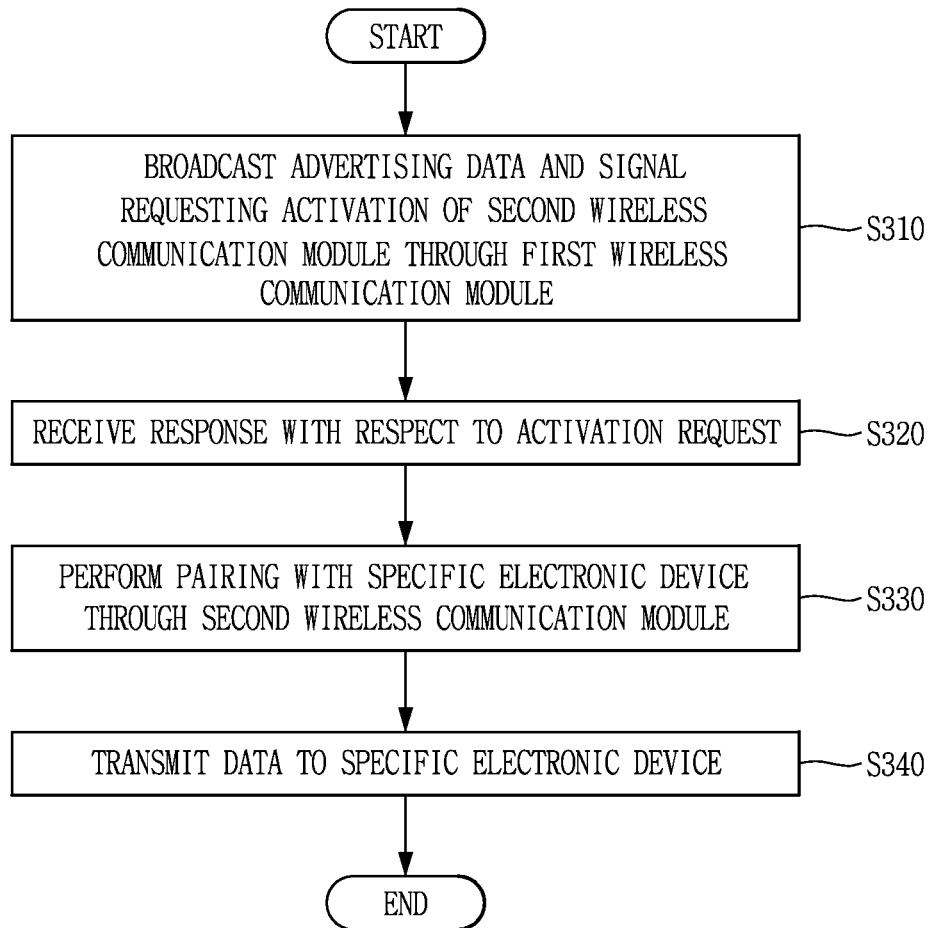 START
BROADCAST ADVERTISING DATA AND SIGNAL
REQUESTING ACTIVATION OF SECOND WIRELESS
COMMUNICATION MODULE THROUGH FIRST WIRELESS
COMMUNICATION MODULE
S310
RECEIVE RESPONSE WITH RESPECT TO ACTIVATION REQUEST
S320
PERFORM PAIRING WITH SPECIFIC ELECTRONIC DEVICE
THROUGH SECOND WIRELESS COMMUNICATION MODULE
S330
TRANSMIT DATA TO SPECIFIC ELECTRONIC DEVICE
S340
END